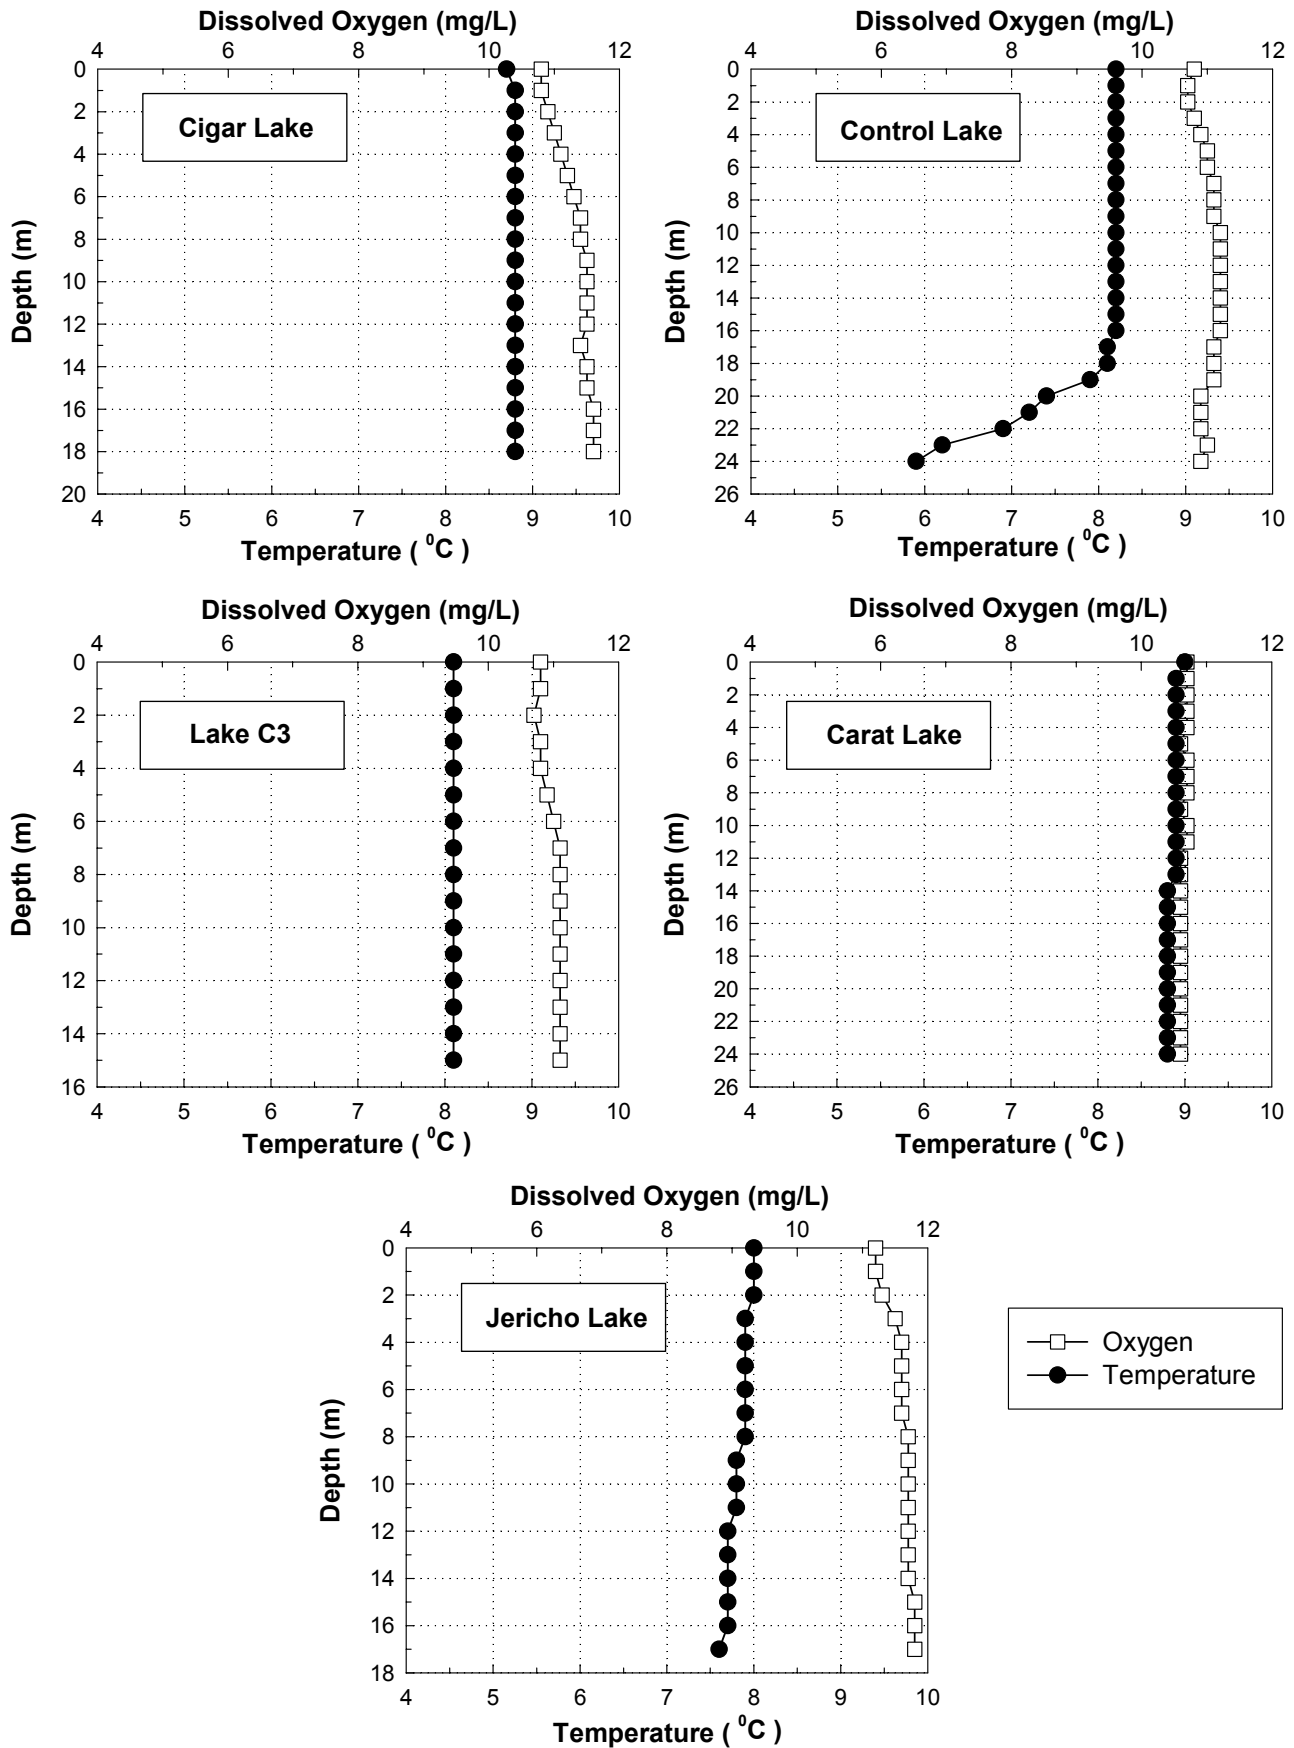 Dissolved Oxygen (mg/L)
4 6 8 10 12
0
2
4
6
8
10
12
14
16
18
20
Depth (m)
Cigar Lake
4 5 6 7 8 9 10
Temperature ( ⁰C )
Dissolved Oxygen (mg/L)
4 6 8 10 12
0
2
4
6
8
10
12
14
16
18
20
22
24
26
Depth (m)
Control Lake
4 5 6 7 8 9 10
Temperature ( ⁰C )
Dissolved Oxygen (mg/L)
4 6 8 10 12
0
2
4
6
8
10
12
14
16
Depth (m)
Lake C3
4 5 6 7 8 9 10
Temperature ( ⁰C )
Dissolved Oxygen (mg/L)
4 6 8 10 12
0
2
4
6
8
10
12
14
16
18
20
22
24
26
Depth (m)
Carat Lake
4 5 6 7 8 9 10
Temperature ( ⁰C )
Dissolved Oxygen (mg/L)
4 6 8 10 12
0
2
4
6
8
10
12
14
16
18
Depth (m)
Jericho Lake
4 5 6 7 8 9 10
Temperature ( ⁰C )
Oxygen
Temperature